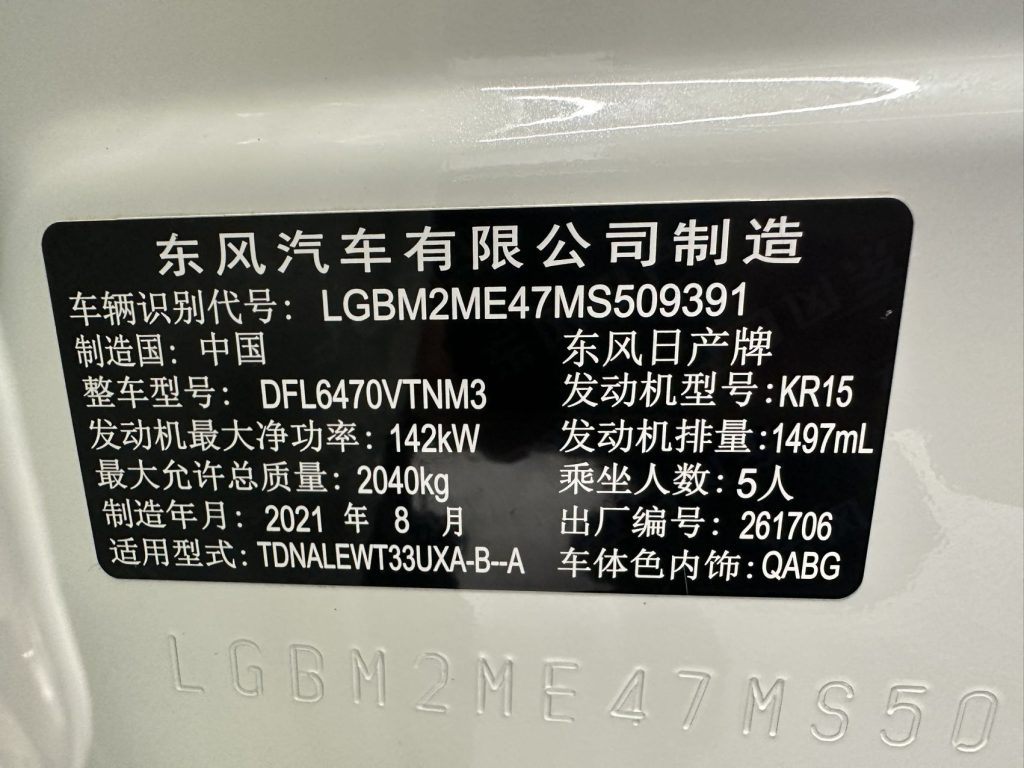 东风汽车有限公司制造
车辆识别代号: LGBM2ME47MS509391
制造国: 中国 东风日产牌
整车型号: DFL6470VTNM3 发动机型号: KR15
发动机最大净功率: 142kW 发动机排量: 1497mL
最大允许总质量: 2040kg 乘坐人数: 5人
制造年月: 2021 年 8 月 出厂编号: 261706
适用型式: TDNALEWT33UXA-B--A 车体色内饰: QABG
LGBM2ME47MS50